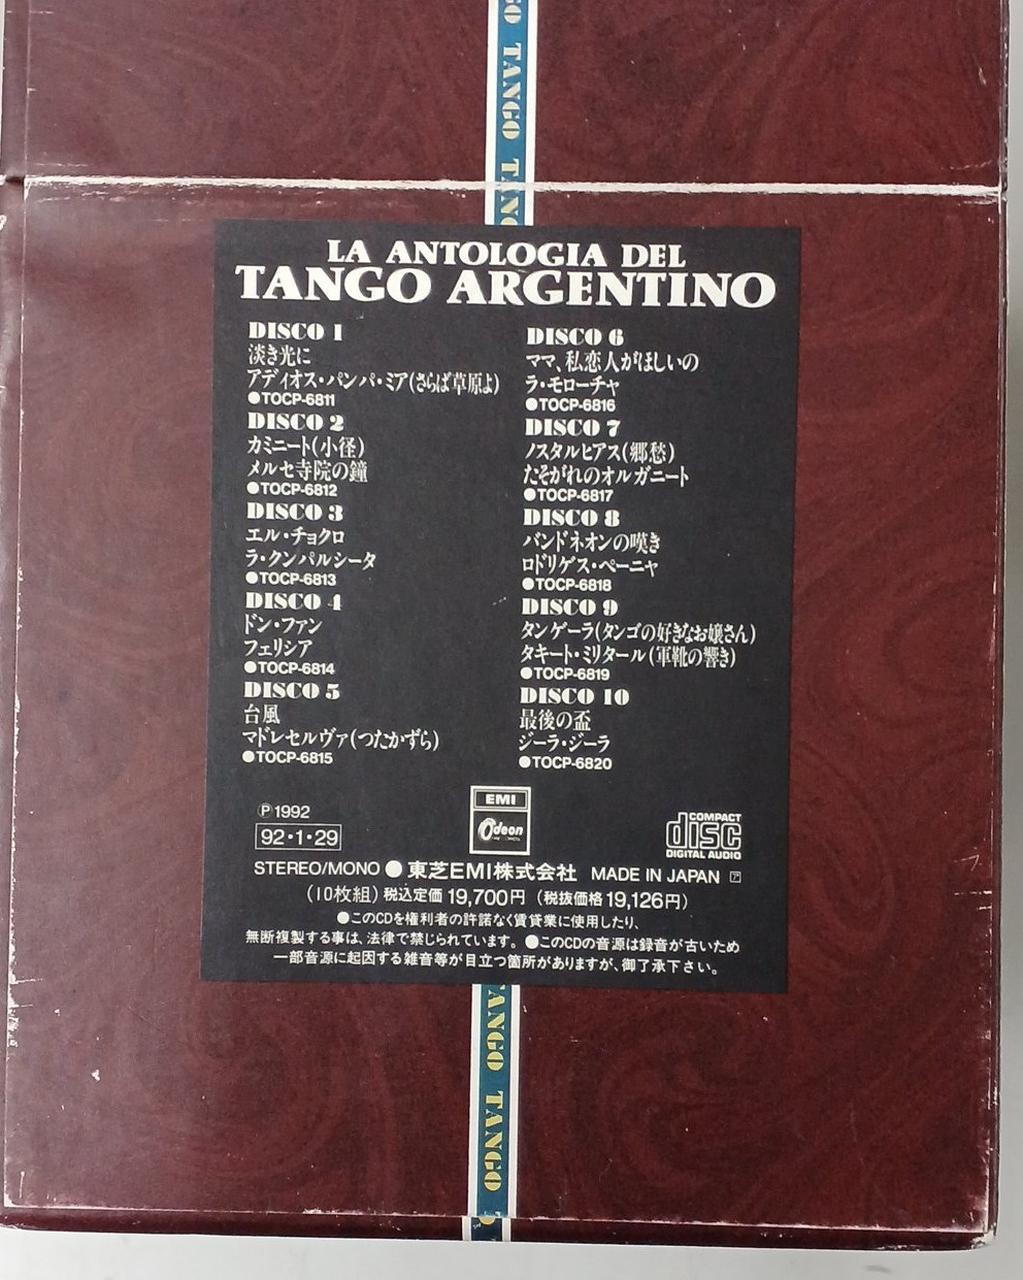 GO TANGO TANGO
LA ANTOLOGIA DEL
TANGO ARGENTINO
DISCO 1
淡き光に
アディオス・パンパ・ミア(さらば草原よ)
●TOCP-6811
DISCO 2
カミニート(小径)
メルセ寺院の鐘
●TOCP-6812
DISCO 3
エル・チョクロ
ラ・クンパルシータ
●TOCP-6813
DISCO 4
ドン・ファン
フェリシア
●TOCP-6814
DISCO 5
台風
マドレセルヴァ(つたかずら)
●TOCP-6815
DISCO 6
ママ、私恋人がほしいの
ラ・モローチャ
●TOCP-6816
DISCO 7
ノスタルヒアス(郷愁)
たそがれのオルガニート
●TOCP-6817
DISCO 8
バンドネオンの嘆き
ロドリゲス・ペーニャ
●TOCP-6818
DISCO 9
タンゲーラ(タンゴの好きなお嬢さん)
タキート・ミリタール(軍靴の響き)
●TOCP-6819
DISCO 10
最後の盃
ジーラ・ジーラ
●TOCP-6820
Ⓟ1992
92・1・29
EMI
Odeon
COMPACT
disc
DIGITAL AUDIO
STEREO/MONO ● 東芝EMI株式会社 MADE IN JAPAN ア
(10枚組) 税込定価 19,700円 (税抜価格 19,126円)
●このCDを権利者の許諾なく賃貸業に使用したり、
無断複製する事は、法律で禁じられています。 ●このCDの音源は録音が古いため
一部音源に起因する雑音等が目立つ箇所がありますが、御了承下さい。
TANGO TANGO